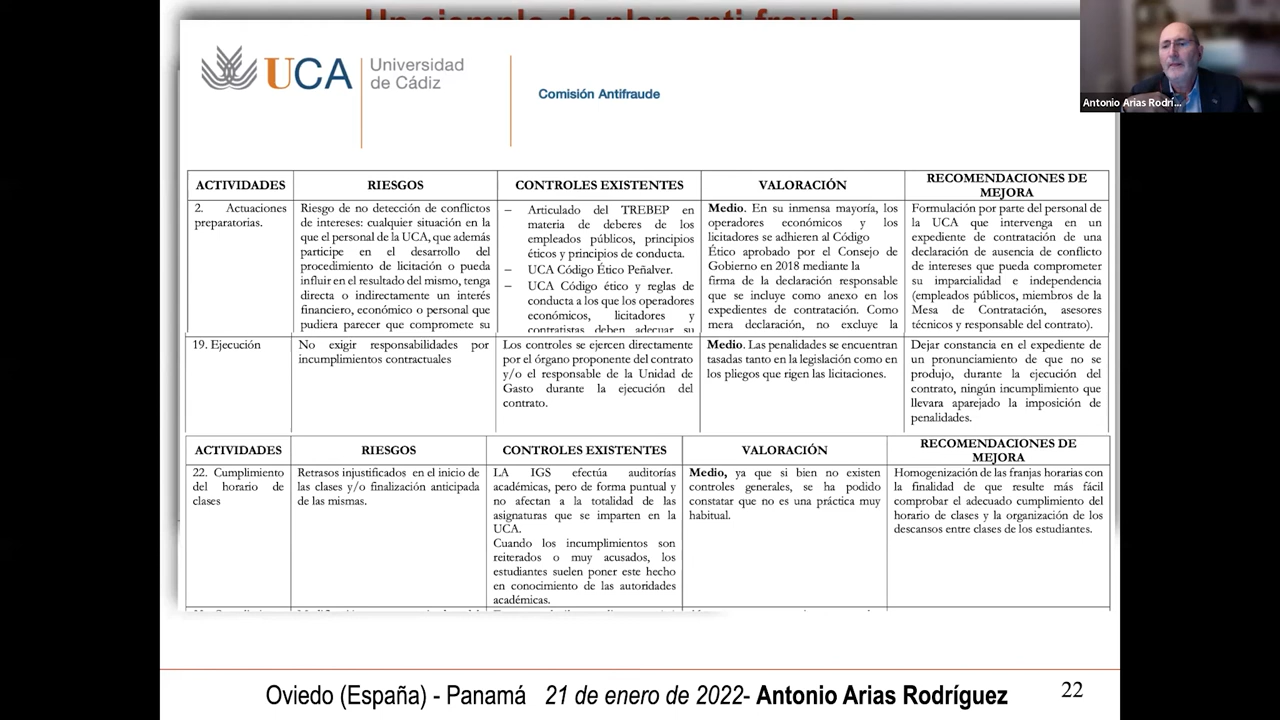 Un ejemplo de plan anti fraude
UCA
Universidad
de Cádiz
Comisión Antifraude
Antonio Arias Rodrí...
ACTIVIDADES
RIESGOS
CONTROLES EXISTENTES
VALORACIÓN
RECOMENDACIONES DE
MEJORA
2. Actuaciones
preparatorias.
Riesgo de no detección de conflictos
de intereses: cualquier situación en la
que el personal de la UCA, que además
participe en el desarrollo del
procedimiento de licitación o pueda
influir en el resultado del mismo, tenga
directa o indirectamente un interés
financiero, económico o personal que
pudiera parecer que compromete su
– Articulado del TREBEP en
materia de deberes de los
empleados públicos, principios
éticos y principios de conducta.
– UCA Código Ético Peñalver.
– UCA Código ético y reglas de
conducta a los que los operadores
económicos, licitadores y
contratistas deben adecuar su
Medio. En su inmensa mayoría, los
operadores económicos y los
licitadores se adhieren al Código
Ético aprobado por el Consejo de
Gobierno en 2018 mediante la
firma de la declaración responsable
que se incluye como anexo en los
expedientes de contratación. Como
mera declaración, no excluye la
Formulación por parte del personal de
la UCA que intervenga en un
expediente de contratación de una
declaración de ausencia de conflicto
de intereses que pueda comprometer
su imparcialidad e independencia
(empleados públicos, miembros de la
Mesa de Contratación, asesores
técnicos y responsable del contrato).
19. Ejecución
No exigir responsabilidades por
incumplimientos contractuales
Los controles se ejercen directamente
por el órgano proponente del contrato
y/o el responsable de la Unidad de
Gasto durante la ejecución del
contrato.
Medio. Las penalidades se encuentran
tasadas tanto en la legislación como en
los pliegos que rigen las licitaciones.
Dejar constancia en el expediente de
un pronunciamiento de que no se
produjo, durante la ejecución del
contrato, ningún incumplimiento que
llevara aparejado la imposición de
penalidades.
ACTIVIDADES
RIESGOS
CONTROLES EXISTENTES
VALORACIÓN
RECOMENDACIONES DE
MEJORA
22. Cumplimiento
del horario de
clases
Retrasos injustificados en el inicio de
las clases y/o finalización anticipada
de las mismas.
LA IGS efectúa auditorías
académicas, pero de forma puntual y
no afectan a la totalidad de las
asignaturas que se imparten en la
UCA.
Cuando los incumplimientos son
reiterados o muy acusados, los
estudiantes suelen poner este hecho
en conocimiento de las autoridades
académicas.
Medio, ya que si bien no existen
controles generales, se ha podido
constatar que no es una práctica muy
habitual.
Homogenización de las franjas horarias con
la finalidad de que resulte más fácil
comprobar el adecuado cumplimiento del
horario de clases y la organización de los
descansos entre clases de los estudiantes.
Oviedo (España) - Panamá 21 de enero de 2022- Antonio Arias Rodríguez
22